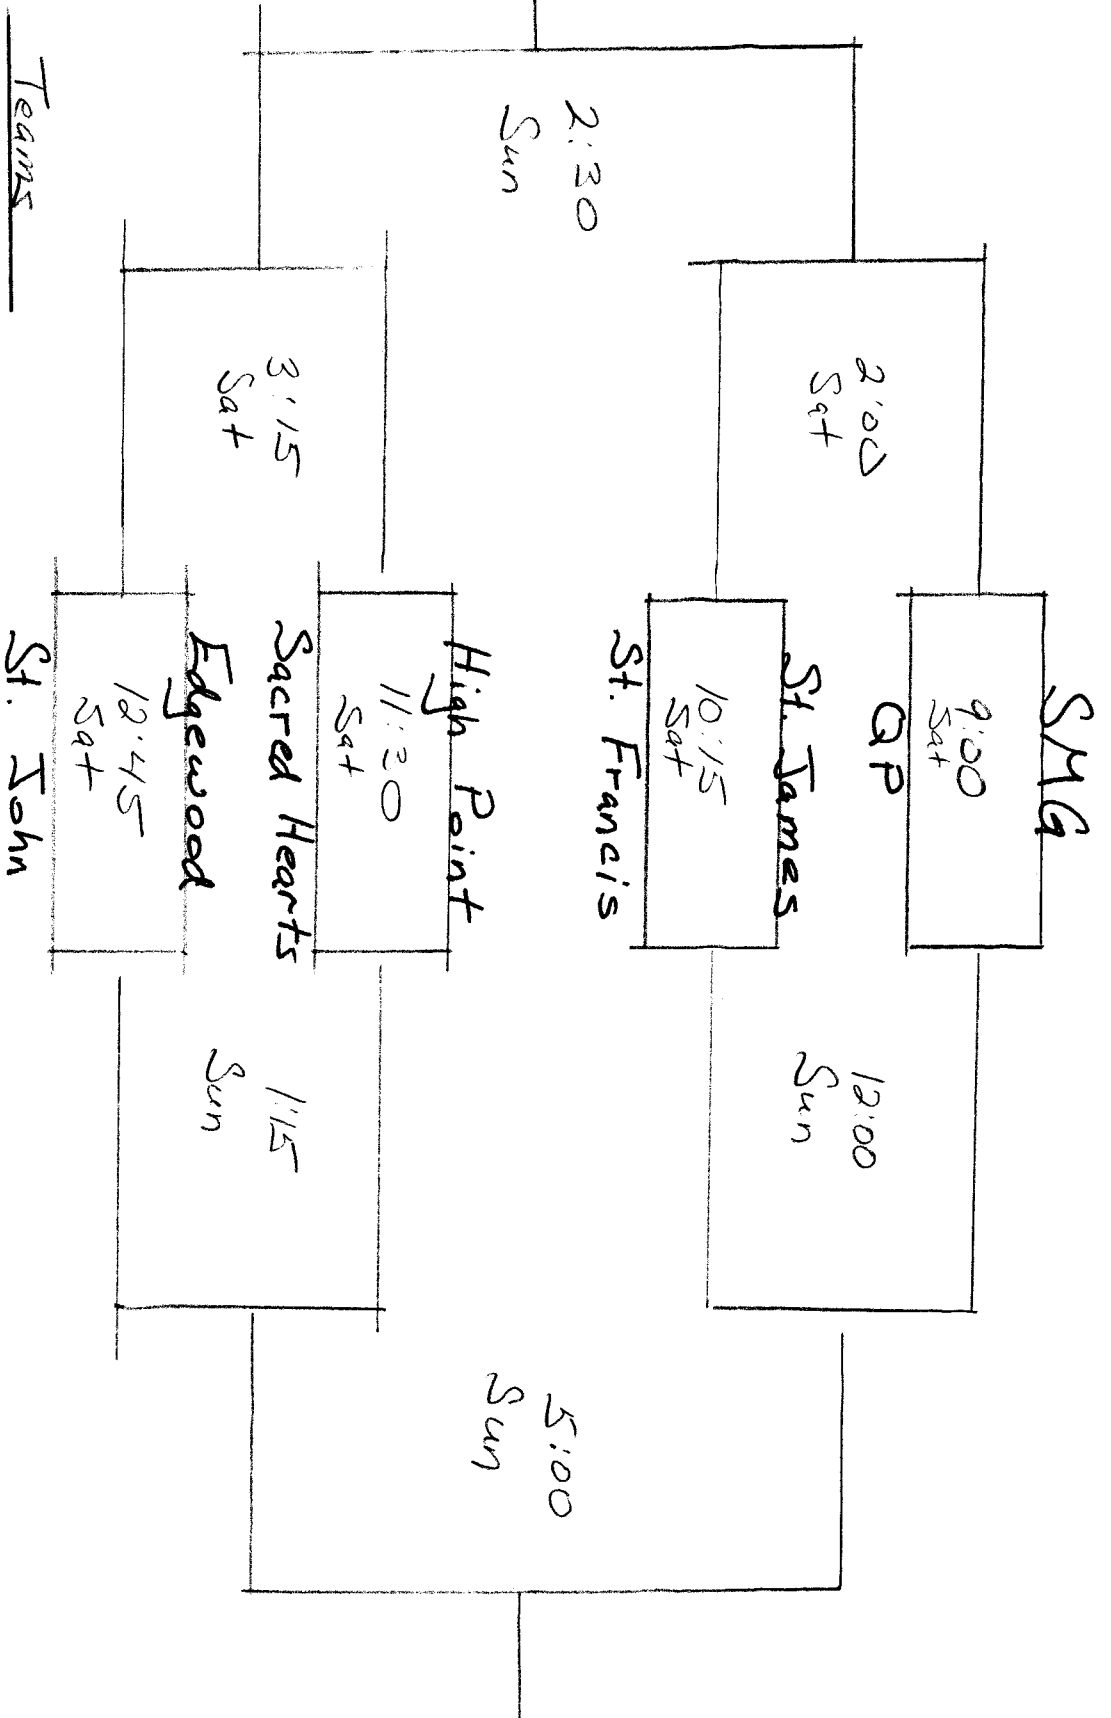 SMG
9:00
Sat
QP
St. James
10:15
Sat
St. Francis
High Point
11:30
Sat
Sacred Hearts
Edgewood
12:45
Sat
St. John
2:00
Sat
3:15
Sat
2:30
Sun
12:00
Sun
1:15
Sun
5:00
Sun
Teams